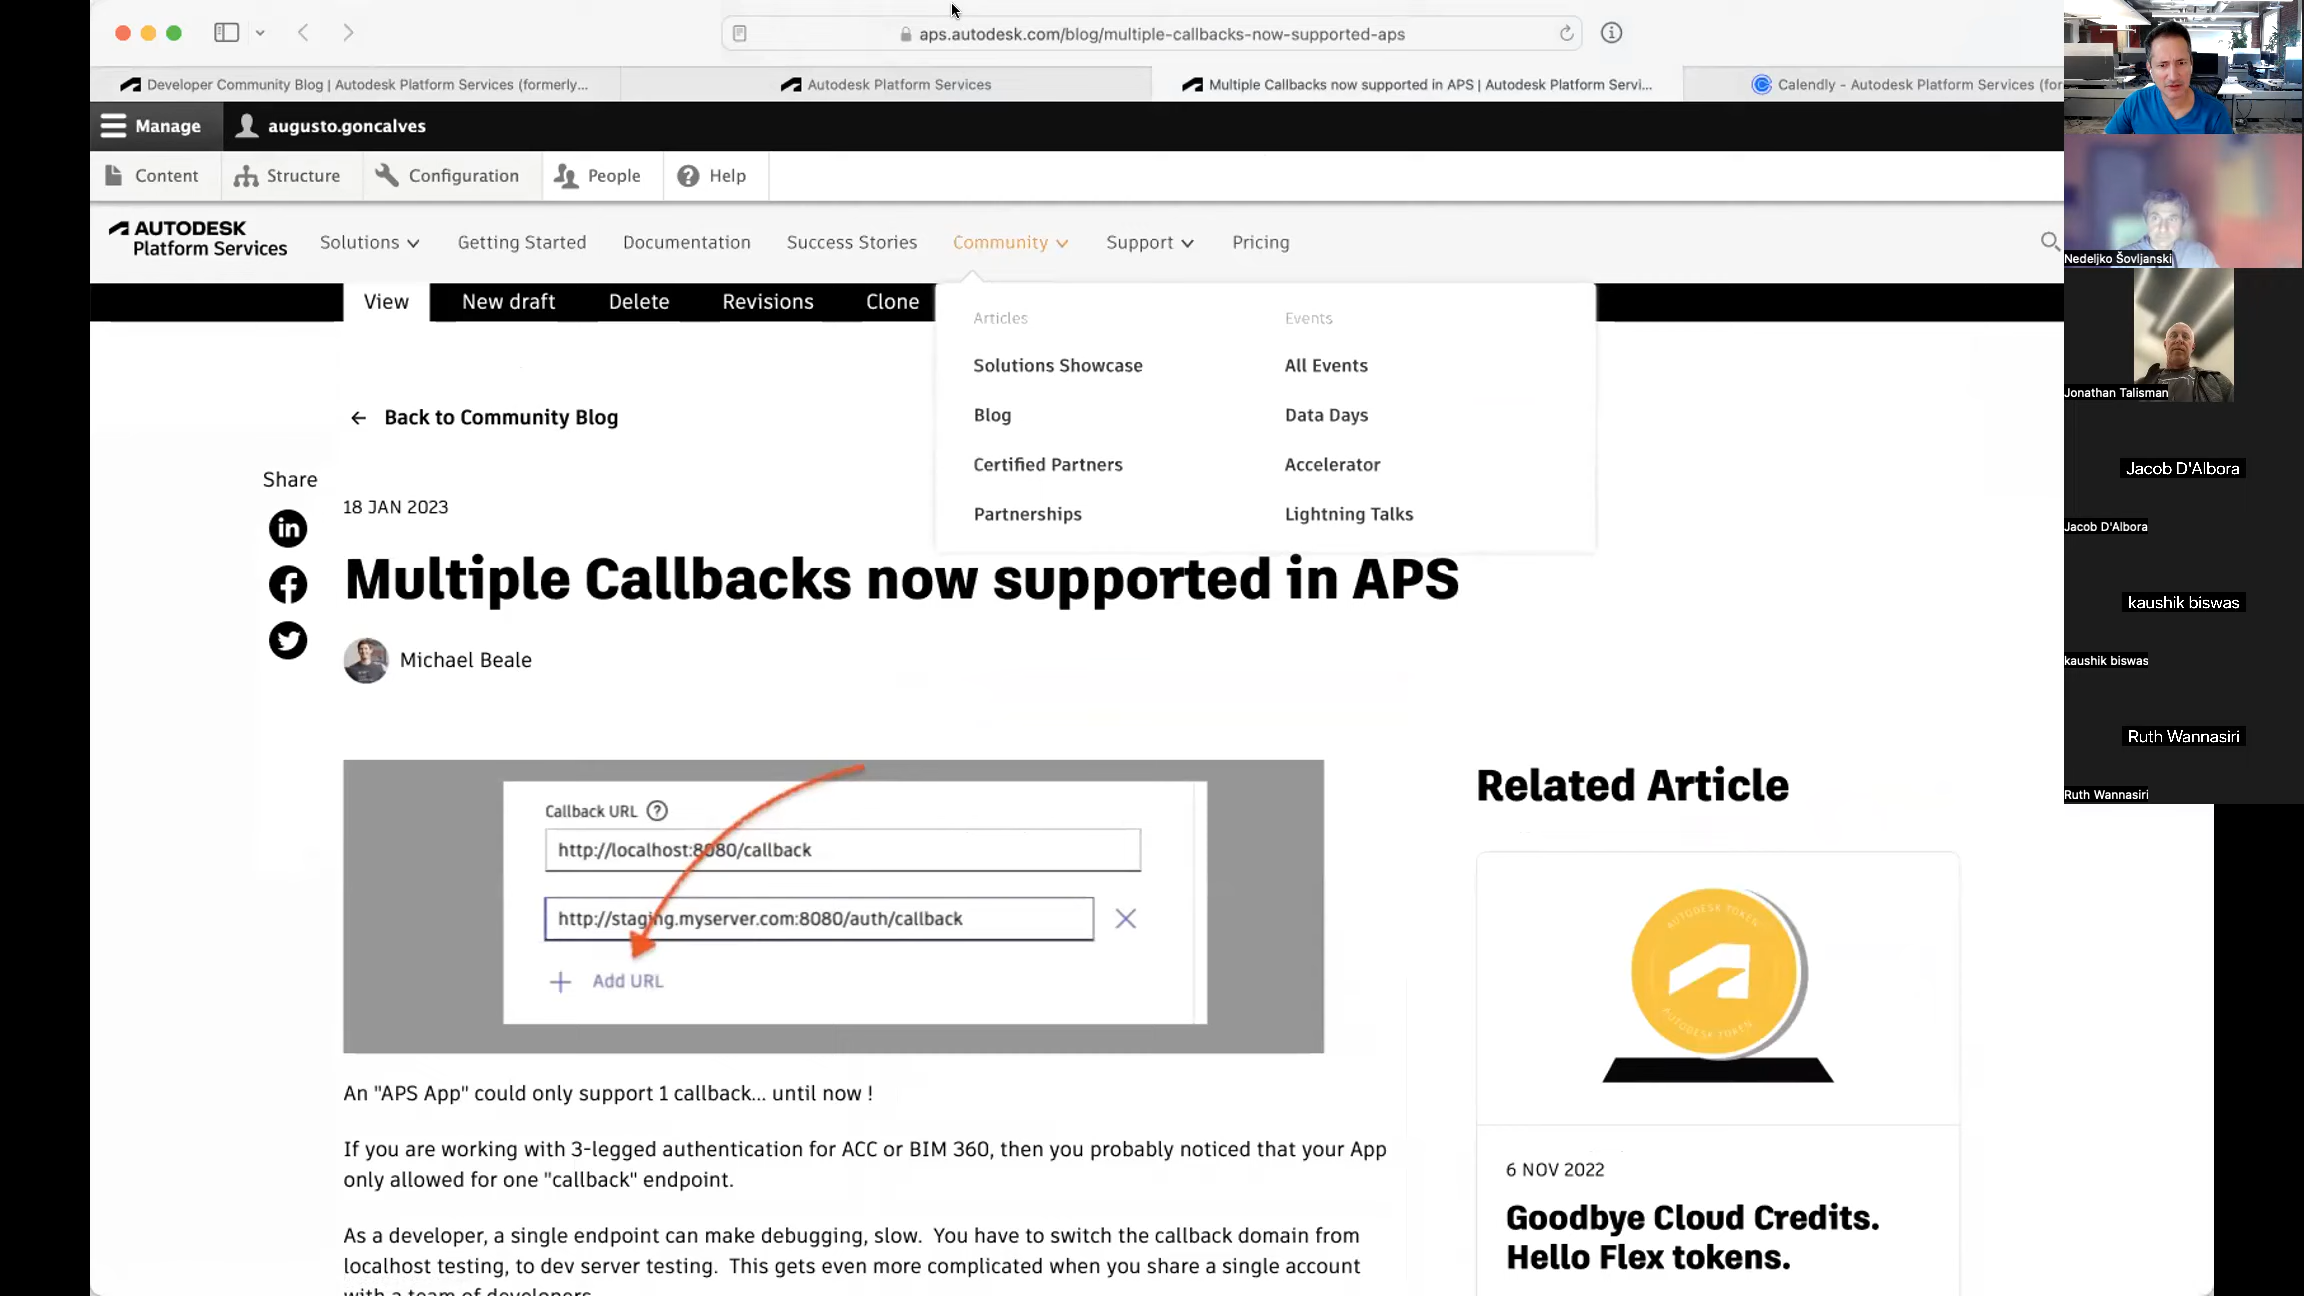 aps.autodesk.com/blog/multiple-callbacks-now-supported-aps
Developer Community Blog | Autodesk Platform Services (formerly...
Autodesk Platform Services
Multiple Callbacks now supported in APS | Autodesk Platform Servi...
Calendly - Autodesk Platform Services (for
Manage
augusto.goncalves
Content
Structure
Configuration
People
Help
AUTODESK
Platform Services
Solutions
Getting Started
Documentation
Success Stories
Community
Support
Pricing
View
New draft
Delete
Revisions
Clone
Articles
Solutions Showcase
Blog
Certified Partners
Partnerships
Events
All Events
Data Days
Accelerator
Lightning Talks
← Back to Community Blog
Share
in
18 JAN 2023
Multiple Callbacks now supported in APS
Michael Beale
Callback URL ?
http://localhost:8080/callback
http://staging.myserver.com:8080/auth/callback
+ Add URL
An "APS App" could only support 1 callback... until now !
If you are working with 3-legged authentication for ACC or BIM 360, then you probably noticed that your App
only allowed for one "callback" endpoint.
As a developer, a single endpoint can make debugging, slow. You have to switch the callback domain from
localhost testing, to dev server testing. This gets even more complicated when you share a single account
with a team of developers.
Related Article
AUTODESK TOKEN
AUTODESK TOKEN
6 NOV 2022
Goodbye Cloud Credits.
Hello Flex tokens.
Nedeljko Šovljanski
Jonathan Talisman
Jacob D'Albora
Jacob D'Albora
kaushik biswas
kaushik biswas
Ruth Wannasiri
Ruth Wannasiri